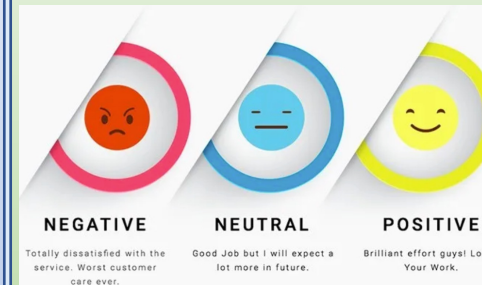 NEGATIVE
Totally dissatisfied with the
service. Worst customer
care ever.
NEUTRAL
Good Job but I will expect a
lot more in future.
POSITIVE
Brilliant effort guys! Lo
Your Work.